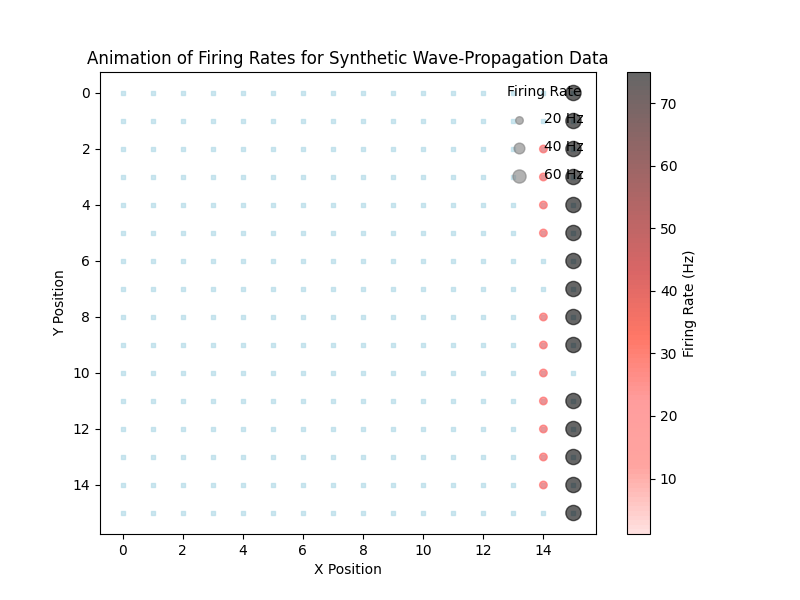 Animation of Firing Rates for Synthetic Wave-Propagation Data
Firing Rate
20 Hz
40 Hz
60 Hz
0
2
4
6
8
10
12
14
Y Position
0
2
4
6
8
10
12
14
X Position
70
60
50
40
30
20
10
Firing Rate (Hz)